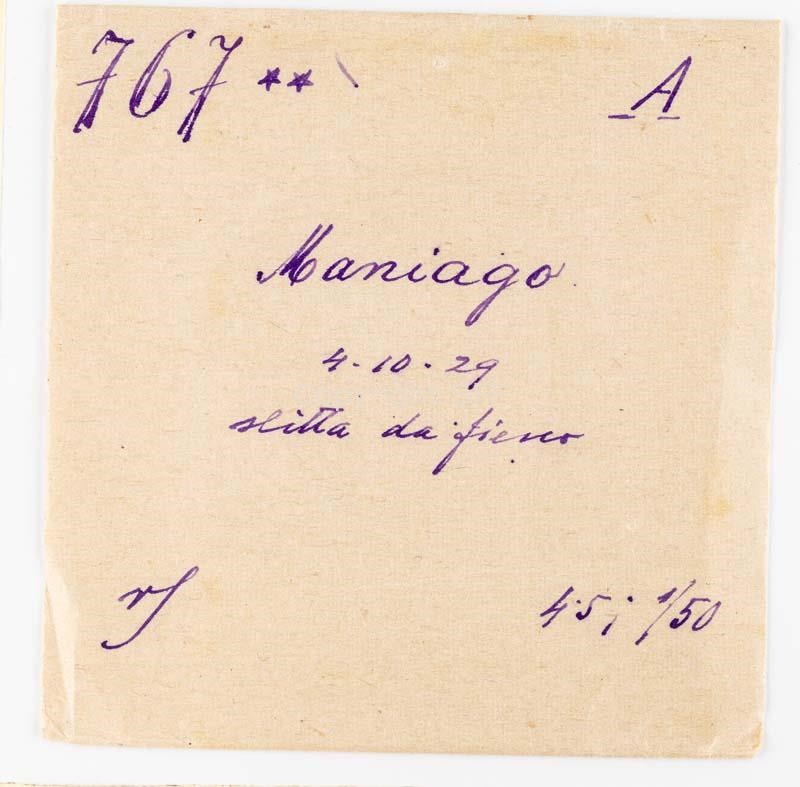 767 ** A
Maniago
4-10-29
slitta da fieno
4·5; 1/50